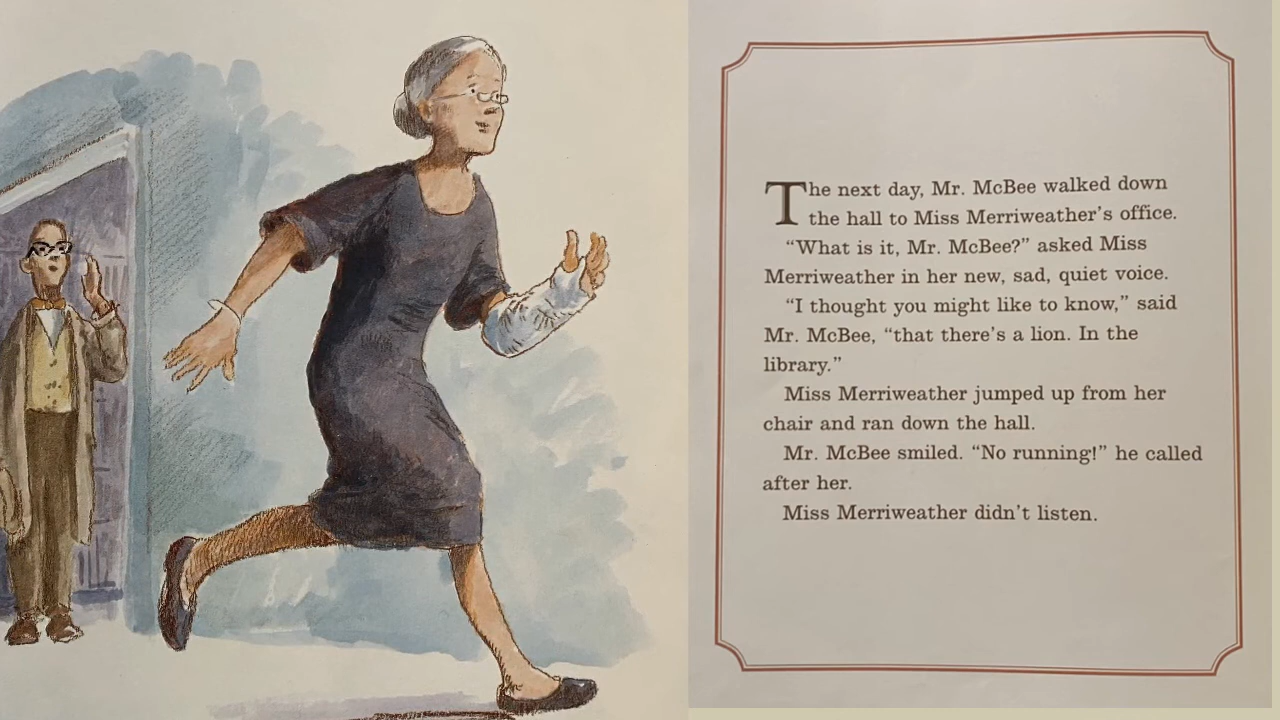 The next day, Mr. McBee walked down
the hall to Miss Merriweather’s office.
“What is it, Mr. McBee?” asked Miss
Merriweather in her new, sad, quiet voice.
“I thought you might like to know,” said
Mr. McBee, “that there’s a lion. In the
library.”
Miss Merriweather jumped up from her
chair and ran down the hall.
Mr. McBee smiled. “No running!” he called
after her.
Miss Merriweather didn’t listen.